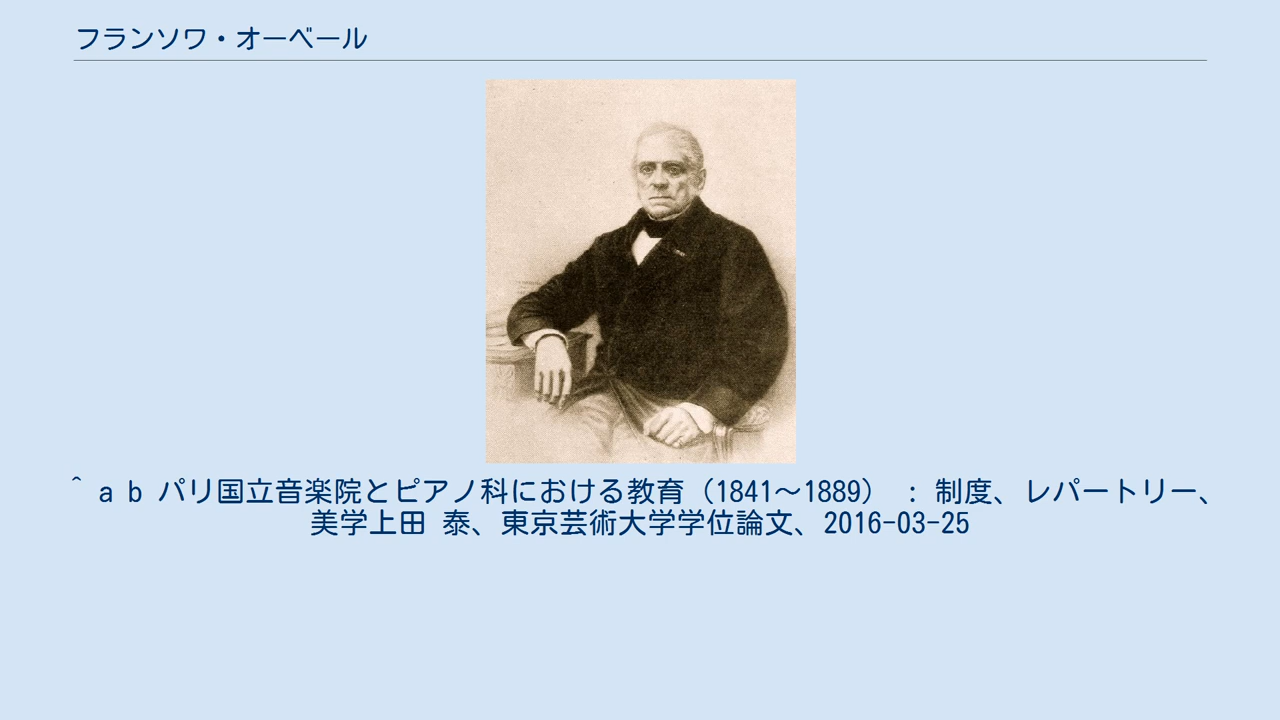 フランソワ・オーベール
^ a b パリ国立音楽院とピアノ科における教育（1841～1889） : 制度、レパートリー、
美学上田 泰、東京芸術大学学位論文、2016-03-25